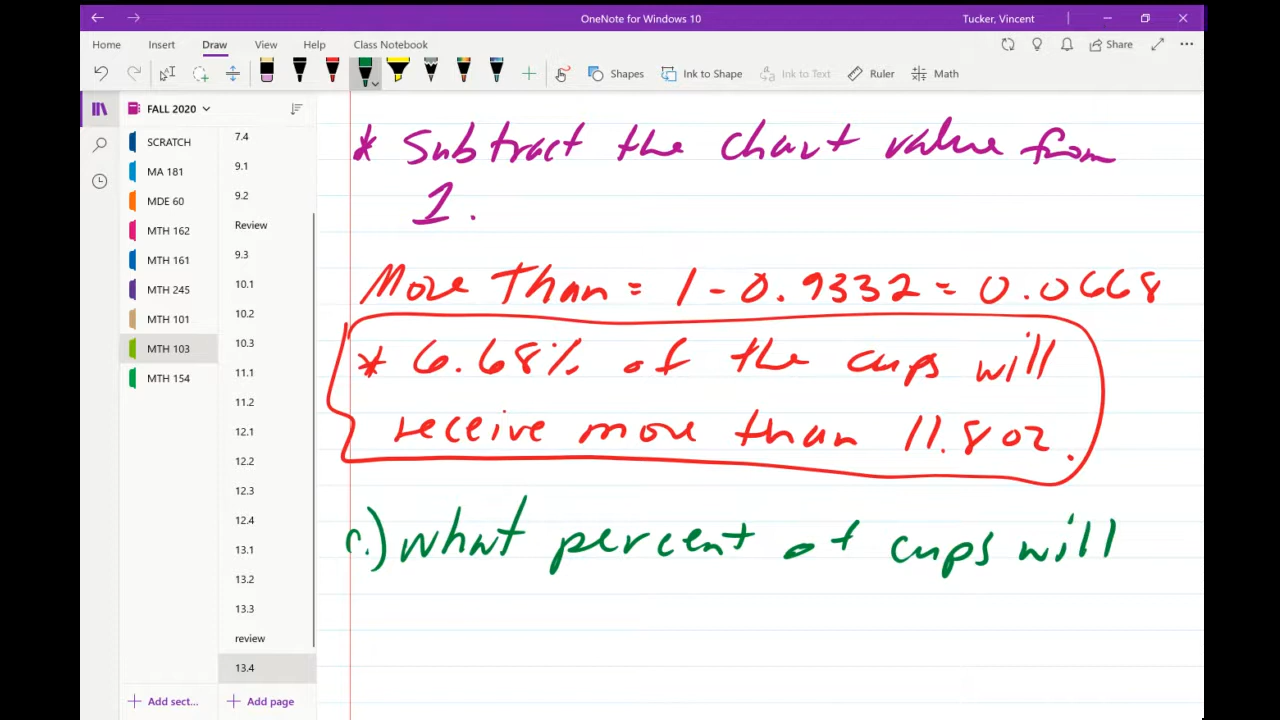 OneNote for Windows 10
Tucker, Vincent
Home Insert Draw View Help Class Notebook
Share
Shapes Ink to Shape Ink to Text Ruler Math
FALL 2020
SCRATCH
MA 181
MDE 60
MTH 162
MTH 161
MTH 245
MTH 101
MTH 103
MTH 154
Add sect...
7.4
9.1
9.2
Review
9.3
10.1
10.2
10.3
11.1
11.2
12.1
12.2
12.3
12.4
13.1
13.2
13.3
review
13.4
Add page
* Subtract the chart value from
1.
More Than = 1 - 0.9332 = 0.0668
* 6.68% of the cups will
receive more than 11.8oz.
c.) What percent of cups will